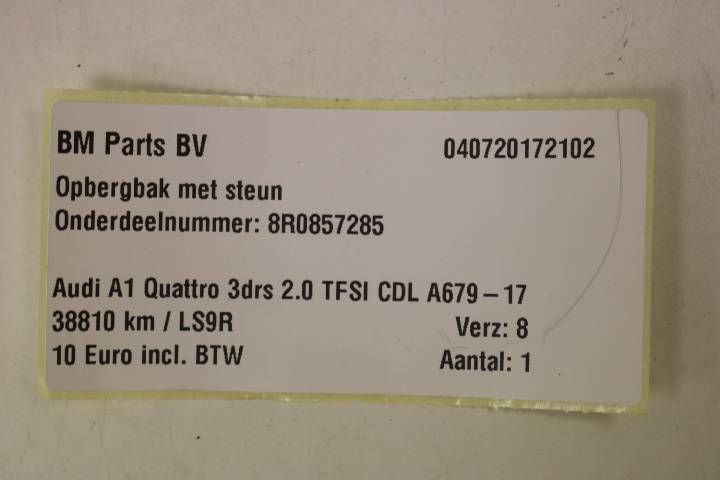 BM Parts BV 040720172102
Opbergbak met steun
Onderdeelnummer: 8R0857285
Audi A1 Quattro 3drs 2.0 TFSI CDL A679-17
38810 km / LS9R Verz: 8
10 Euro incl. BTW Aantal: 1